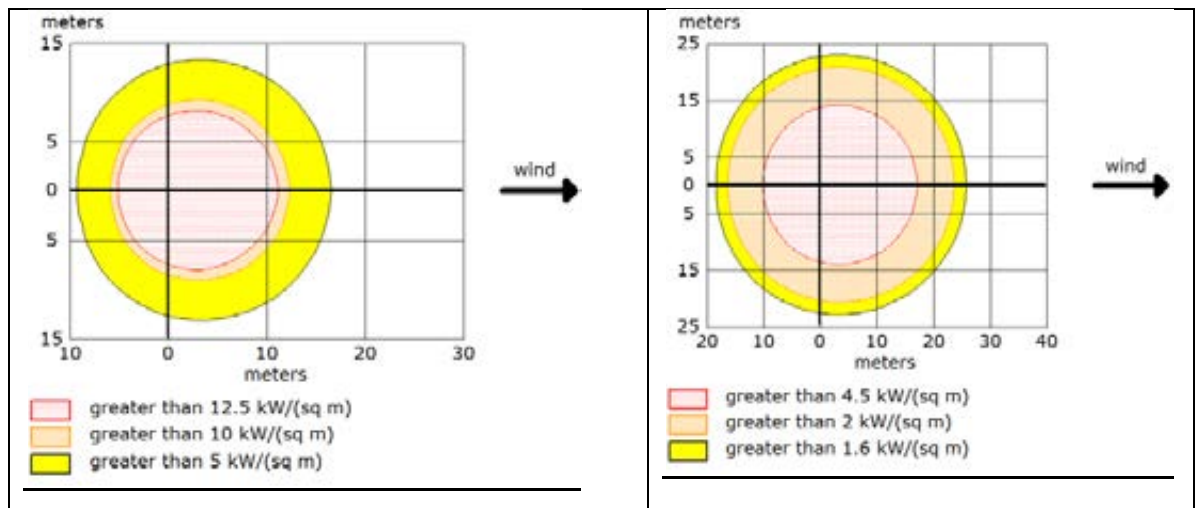 meters
15
5
0
5
15
10 0 10 20 30
meters
wind
greater than 12.5 kW/(sq m)
greater than 10 kW/(sq m)
greater than 5 kW/(sq m)
meters
25
15
5
0
5
15
25
20 10 0 10 20 30 40
meters
wind
greater than 4.5 kW/(sq m)
greater than 2 kW/(sq m)
greater than 1.6 kW/(sq m)